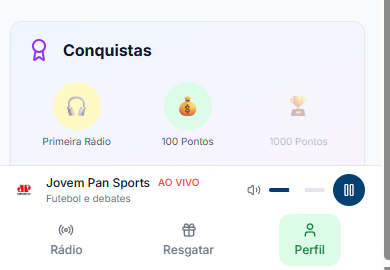 Conquistas
Primeira Rádio
100 Pontos
1000 Pontos
Jovem Pan Sports AO VIVO
Futebol e debates
Rádio
Resgatar
Perfil